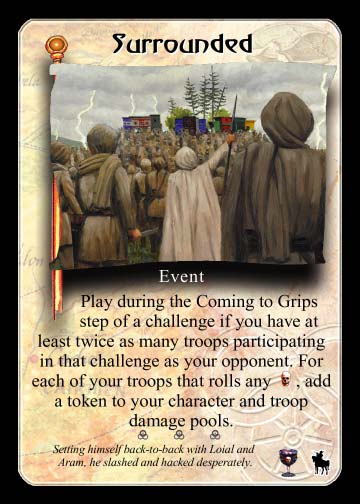 Surrounded
Event
Play during the Coming to Grips
step of a challenge if you have at
least twice as many troops participating
in that challenge as your opponent. For
each of your troops that rolls any , add
a token to your character and troop
damage pools.
Setting himself back-to-back with Loial and
Aram, he slashed and hacked desperately.